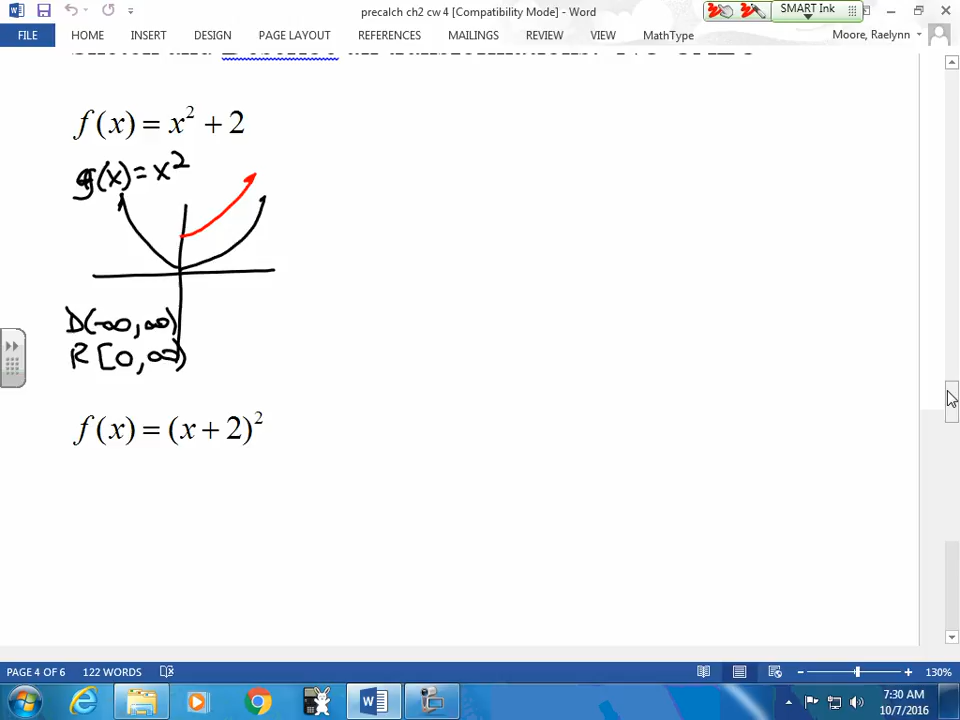 precalch ch2 cw 4 [Compatibility Mode] - Word
SMART Ink
FILE HOME INSERT DESIGN PAGE LAYOUT REFERENCES MAILINGS REVIEW VIEW MathType Moore, Raelynn
f(x) = x² + 2
g(x) = x²
D(-∞, ∞)
R [0, ∞)
f(x) = (x + 2)²
PAGE 4 OF 6 122 WORDS 130%
7:30 AM
10/7/2016